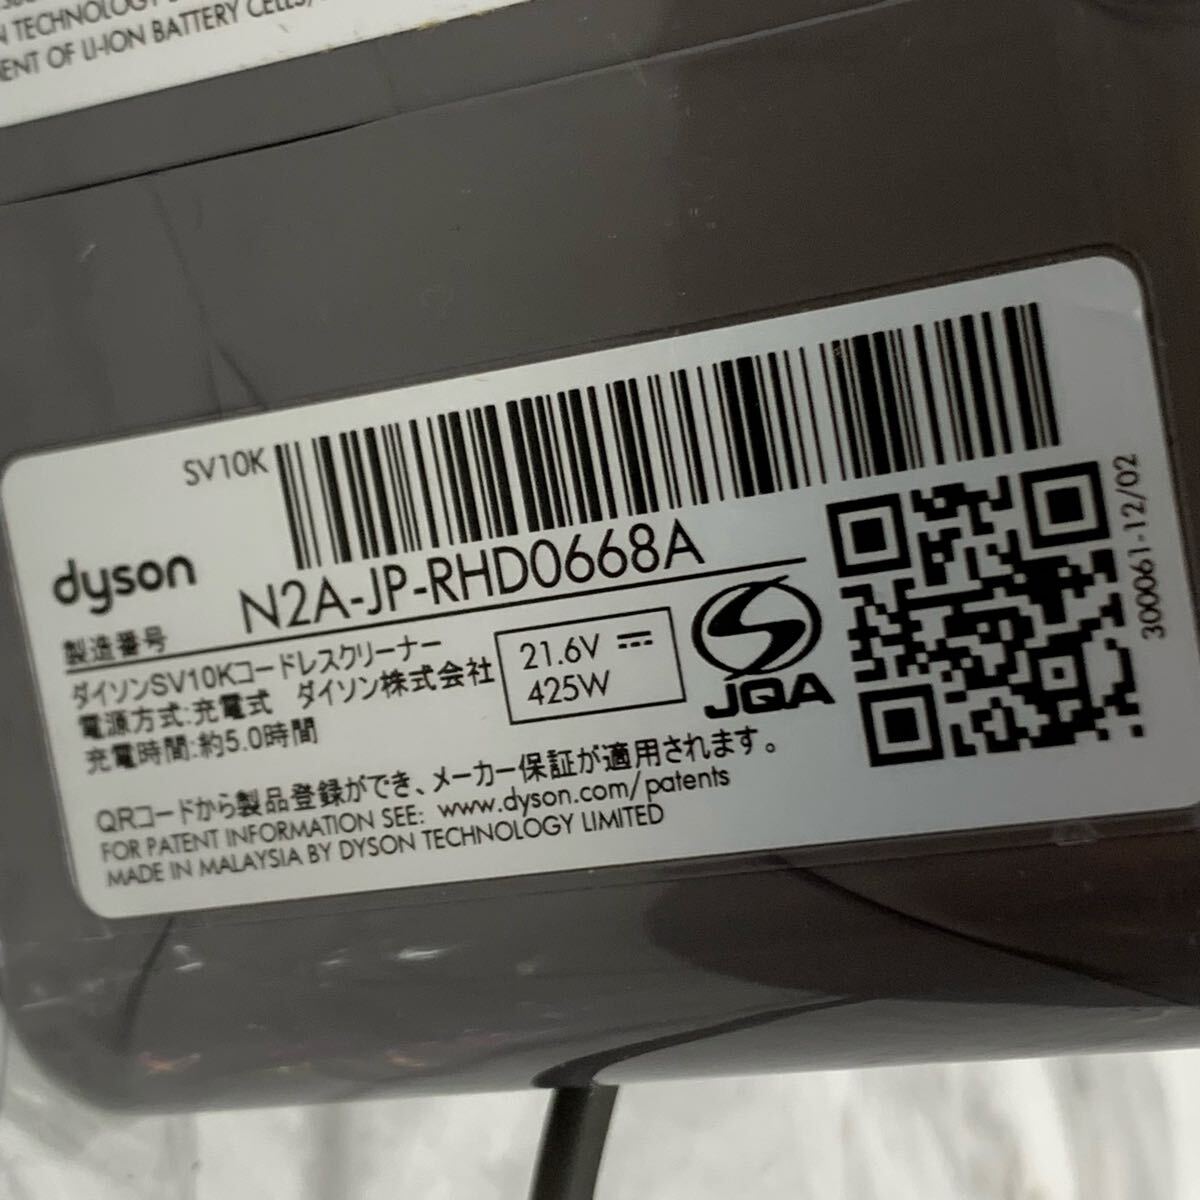 N TECHNOLOGY
ENT OF LI-ION BATTERY CELLS
SV10K
dyson
製造番号
N2A-JP-RHD0668A
ダイソンSV10Kコードレスクリーナー
電源方式:充電式 ダイソン株式会社
充電時間:約5.0時間
21.6V ⎓
425W
JQA
300061-12/02
QRコードから製品登録ができ、メーカー保証が適用されます。
FOR PATENT INFORMATION SEE: www.dyson.com/patents
MADE IN MALAYSIA BY DYSON TECHNOLOGY LIMITED